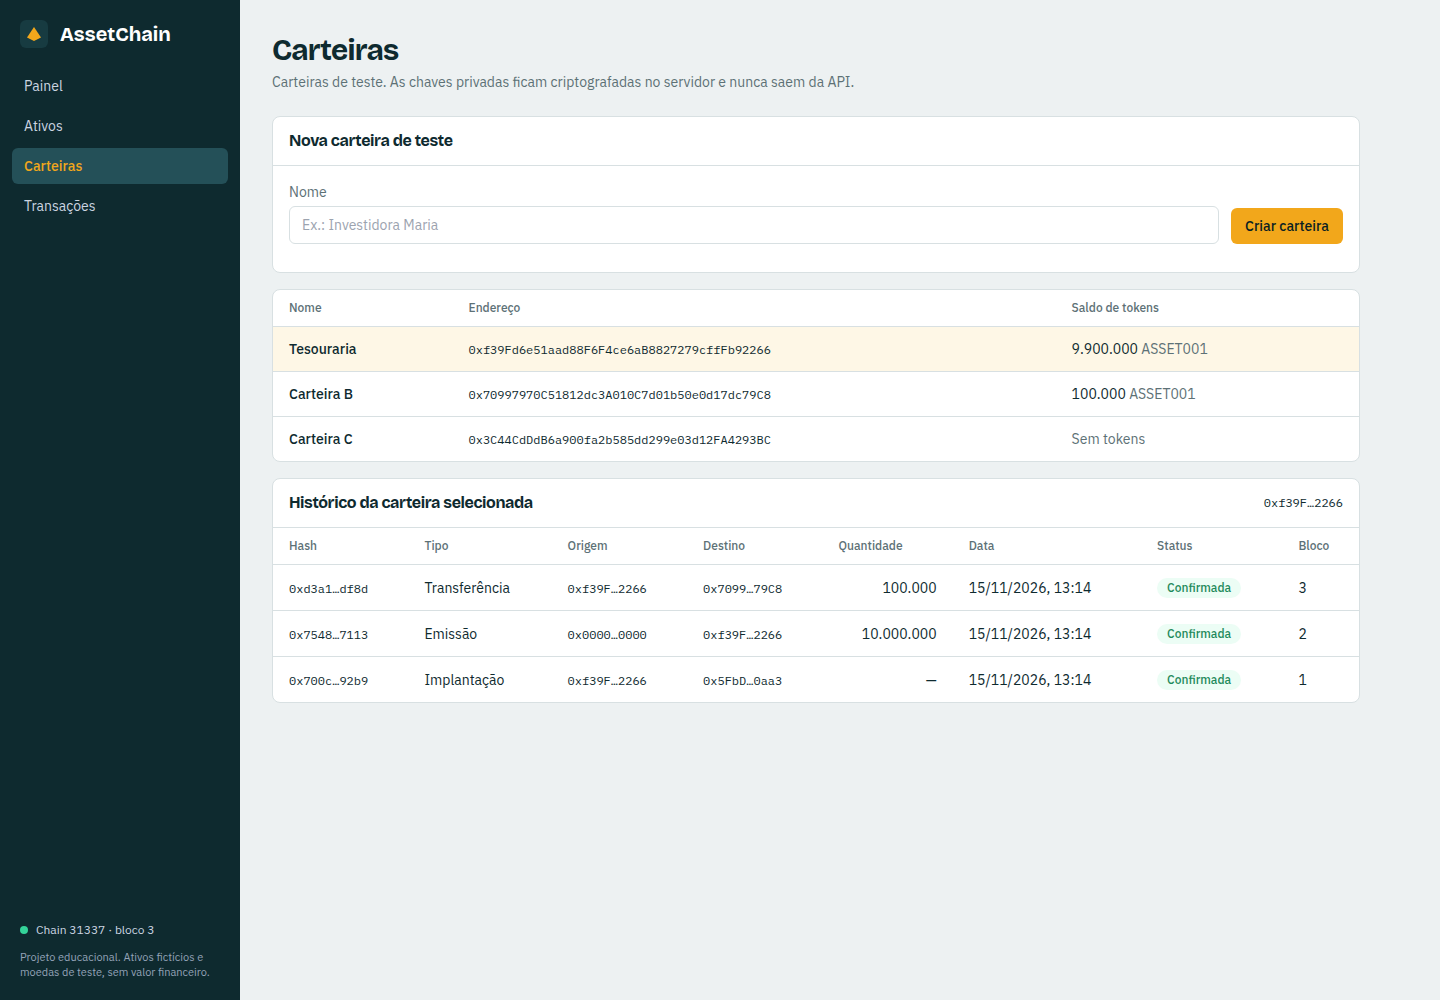 AssetChain
Painel
Ativos
Carteiras
Transações
Chain 31337 · bloco 3
Projeto educacional. Ativos fictícios e
moedas de teste, sem valor financeiro.
Carteiras
Carteiras de teste. As chaves privadas ficam criptografadas no servidor e nunca saem da API.
Nova carteira de teste
Nome
Ex.: Investidora Maria
Criar carteira
Nome Endereço Saldo de tokens
Tesouraria 0xf39Fd6e51aad88F6F4ce6aB8827279cffFb92266 9.900.000 ASSET001
Carteira B 0x70997970C51812dc3A010C7d01b50e0d17dc79C8 100.000 ASSET001
Carteira C 0x3C44CdDdB6a900fa2b585dd299e03d12FA4293BC Sem tokens
Histórico da carteira selecionada 0xf39F…2266
Hash Tipo Origem Destino Quantidade Data Status Bloco
0xd3a1…df8d Transferência 0xf39F…2266 0x7099…79C8 100.000 15/11/2026, 13:14 Confirmada 3
0x7548…7113 Emissão 0x0000…0000 0xf39F…2266 10.000.000 15/11/2026, 13:14 Confirmada 2
0x700c…92b9 Implantação 0xf39F…2266 0x5FbD…0aa3 — 15/11/2026, 13:14 Confirmada 1